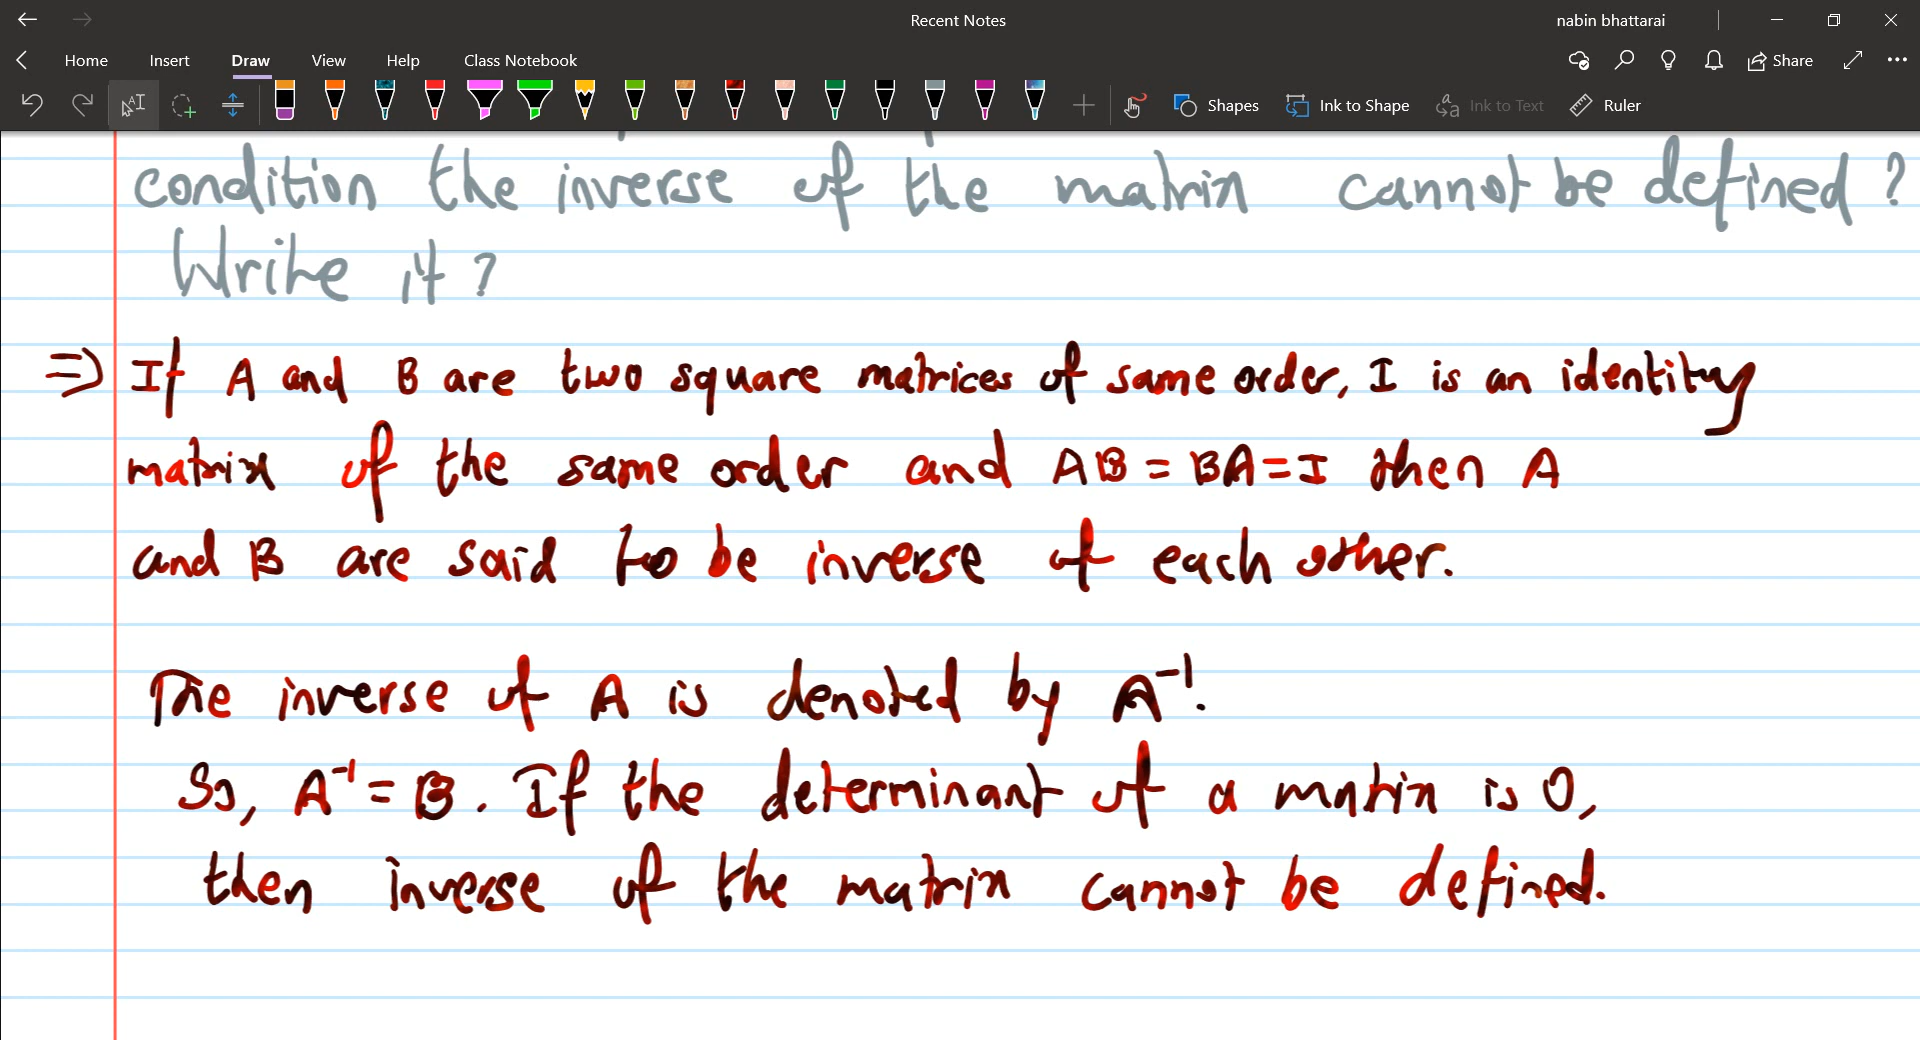 Recent Notes
nabin bhattarai
Home Insert Draw View Help Class Notebook
Share
Shapes Ink to Shape Ink to Text Ruler
condition the inverse of the matrix cannot be defined ?
Write it ?
⇒ If A and B are two square matrices of same order, I is an identity
matrix of the same order and AB = BA = I then A
and B are said to be inverse of each other.
The inverse of A is denoted by A⁻¹.
So, A⁻¹ = B. If the determinant of a matrix is 0,
then inverse of the matrix cannot be defined.